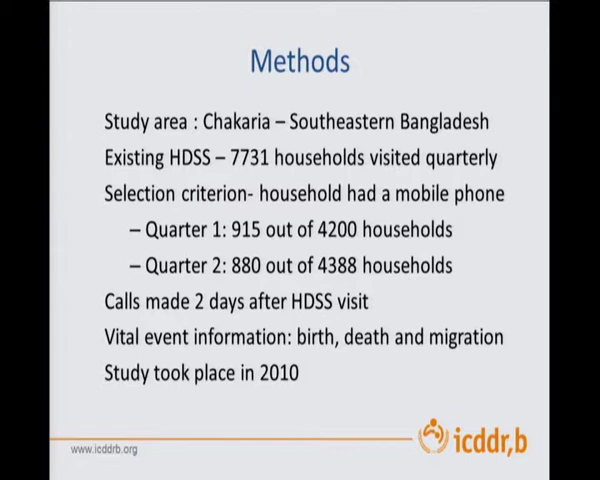 Methods
Study area : Chakaria – Southeastern Bangladesh
Existing HDSS – 7731 households visited quarterly
Selection criterion- household had a mobile phone
– Quarter 1: 915 out of 4200 households
– Quarter 2: 880 out of 4388 households
Calls made 2 days after HDSS visit
Vital event information: birth, death and migration
Study took place in 2010
www.icddrb.org
icddr,b